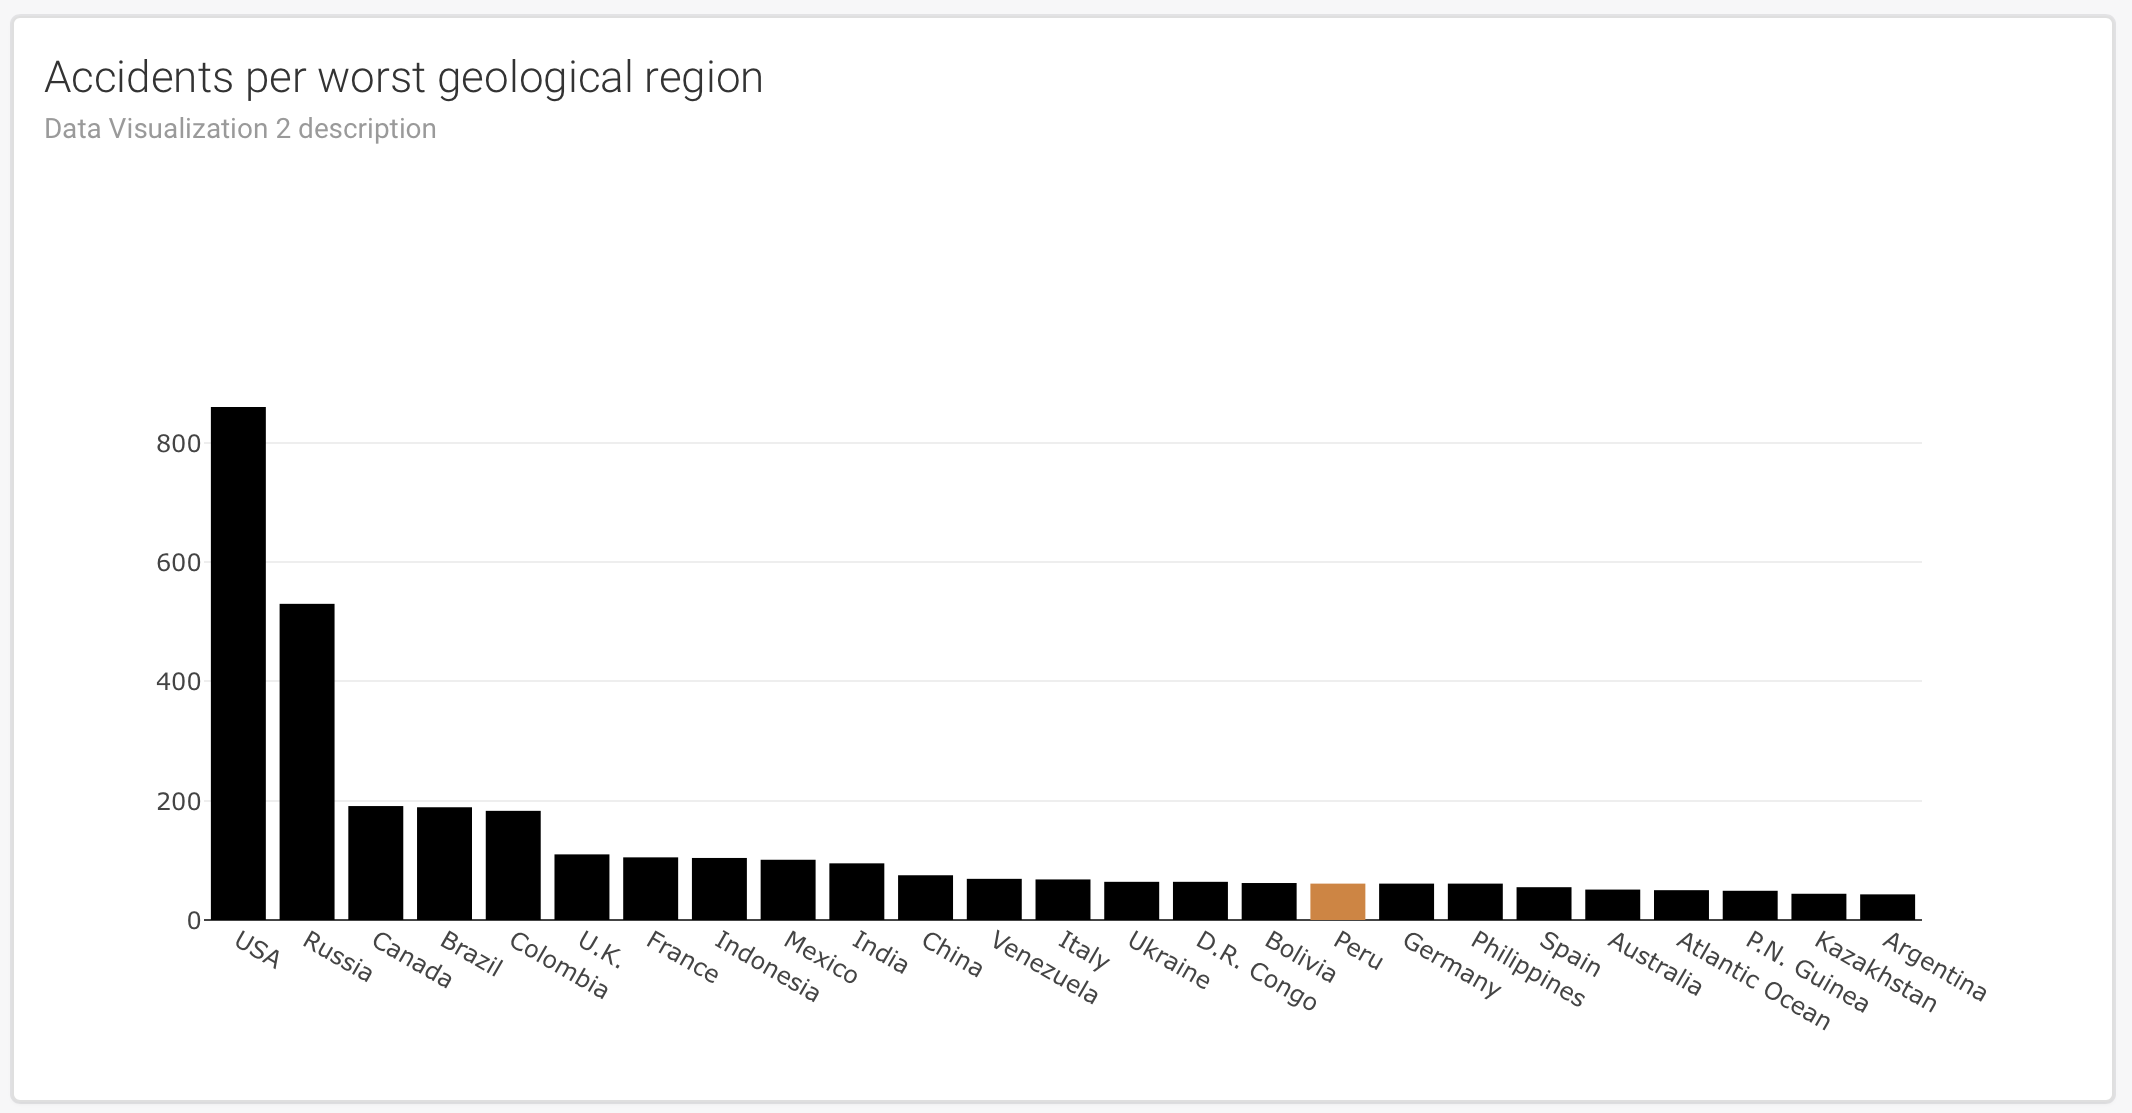 Accidents per worst geological region
Data Visualization 2 description
800
600
400
200
0
USA
Russia
Canada
Brazil
Colombia
U.K.
France
Indonesia
Mexico
India
China
Venezuela
Italy
Ukraine
D.R. Congo
Bolivia
Peru
Germany
Philippines
Spain
Australia
Atlantic Ocean
P.N. Guinea
Kazakhstan
Argentina